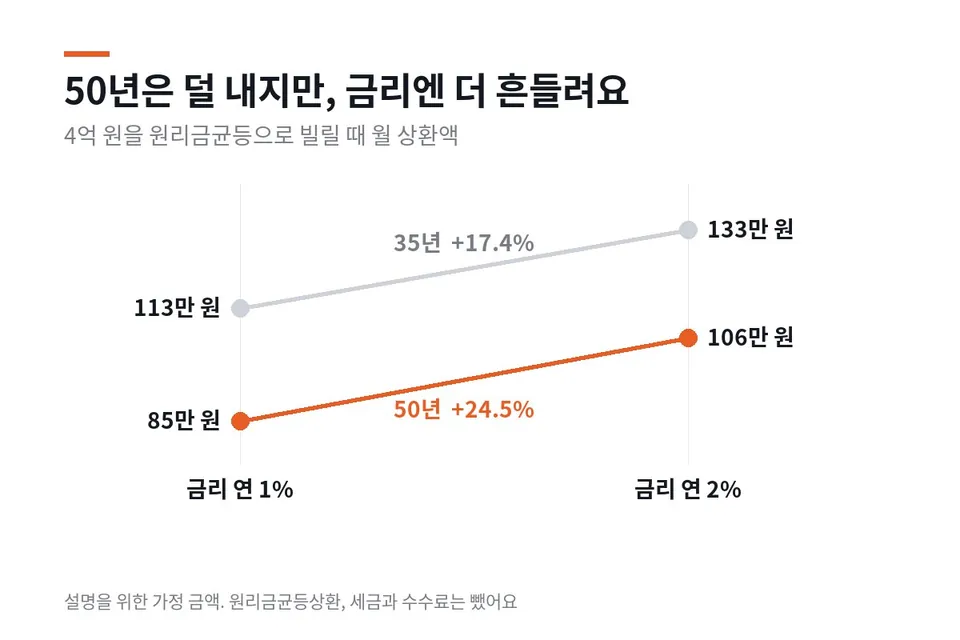 50년은 덜 내지만, 금리엔 더 흔들려요
4억 원을 원리금균등으로 빌릴 때 월 상환액
35년 +17.4%
133만 원
113만 원
106만 원
50년 +24.5%
85만 원
금리 연 1%
금리 연 2%
설명을 위한 가정 금액. 원리금균등상환, 세금과 수수료는 뺐어요